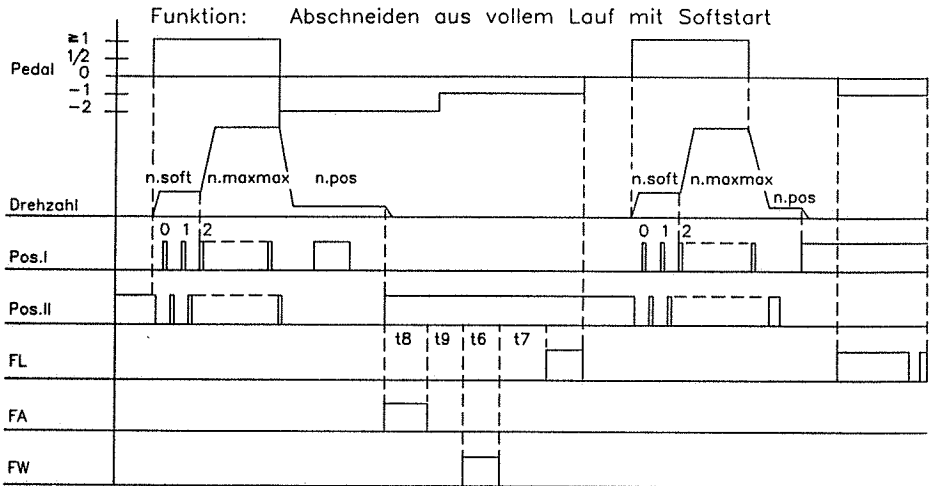 Funktion: Abschneiden aus vollem Lauf mit Softstart
≧1
1/2
Pedal 0
-1
-2
n.soft n.maxmax n.pos n.soft n.maxmax n.pos
Drehzahl
0 1 2 0 1 2
Pos.I
Pos.II
t8 t9 t6 t7
FL
FA
FW